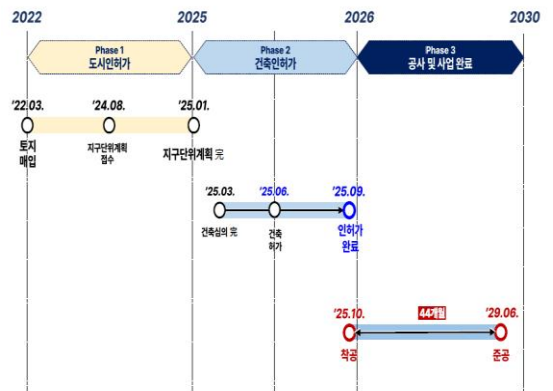 2022
2025
2026
2030
Phase 1
도시인허가
Phase 2
건축인허가
Phase 3
공사 및 사업 완료
'22.03.
'24.08.
'25.01.
토지
매입
지구단위계획
접수
지구단위계획 完
'25.03.
'25.06.
'25.09.
건축심의 完
건축
허가
인허가
완료
'25.10.
44개월
'29.06.
착공
준공